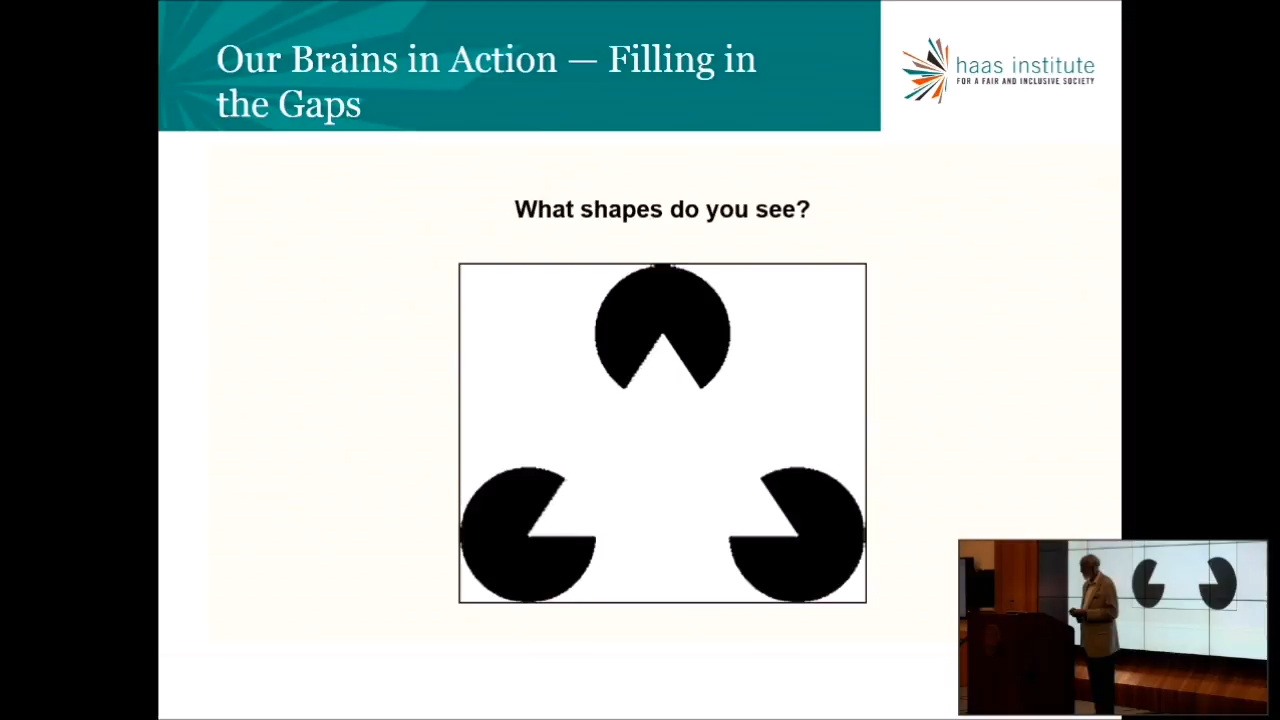 Our Brains in Action — Filling in
the Gaps
haas institute
FOR A FAIR AND INCLUSIVE SOCIETY
What shapes do you see?